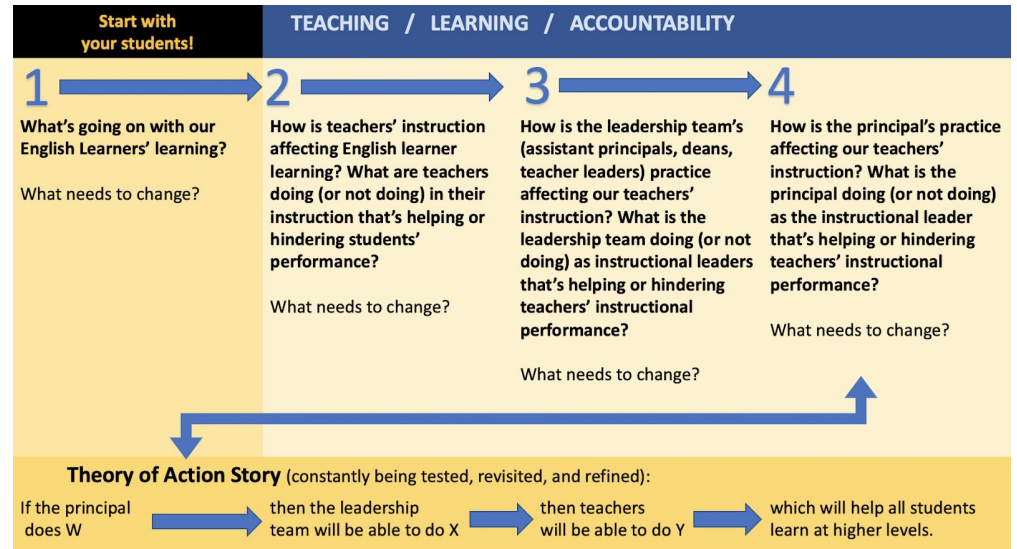 Start with
your students!
TEACHING / LEARNING / ACCOUNTABILITY
1
What's going on with our
English Learners' learning?
What needs to change?
2
How is teachers' instruction
affecting English learner
learning? What are teachers
doing (or not doing) in their
instruction that's helping or
hindering students'
performance?
What needs to change?
3
How is the leadership team's
(assistant principals, deans,
teacher leaders) practice
affecting our teachers'
instruction? What is the
leadership team doing (or not
doing) as instructional leaders
that's helping or hindering
teachers' instructional
performance?
What needs to change?
4
How is the principal's practice
affecting our teachers'
instruction? What is the
principal doing (or not doing)
as the instructional leader
that's helping or hindering
teachers' instructional
performance?
What needs to change?
Theory of Action Story (constantly being tested, revisited, and refined):
If the principal
does W
then the leadership
team will be able to do X
then teachers
will be able to do Y
which will help all students
learn at higher levels.